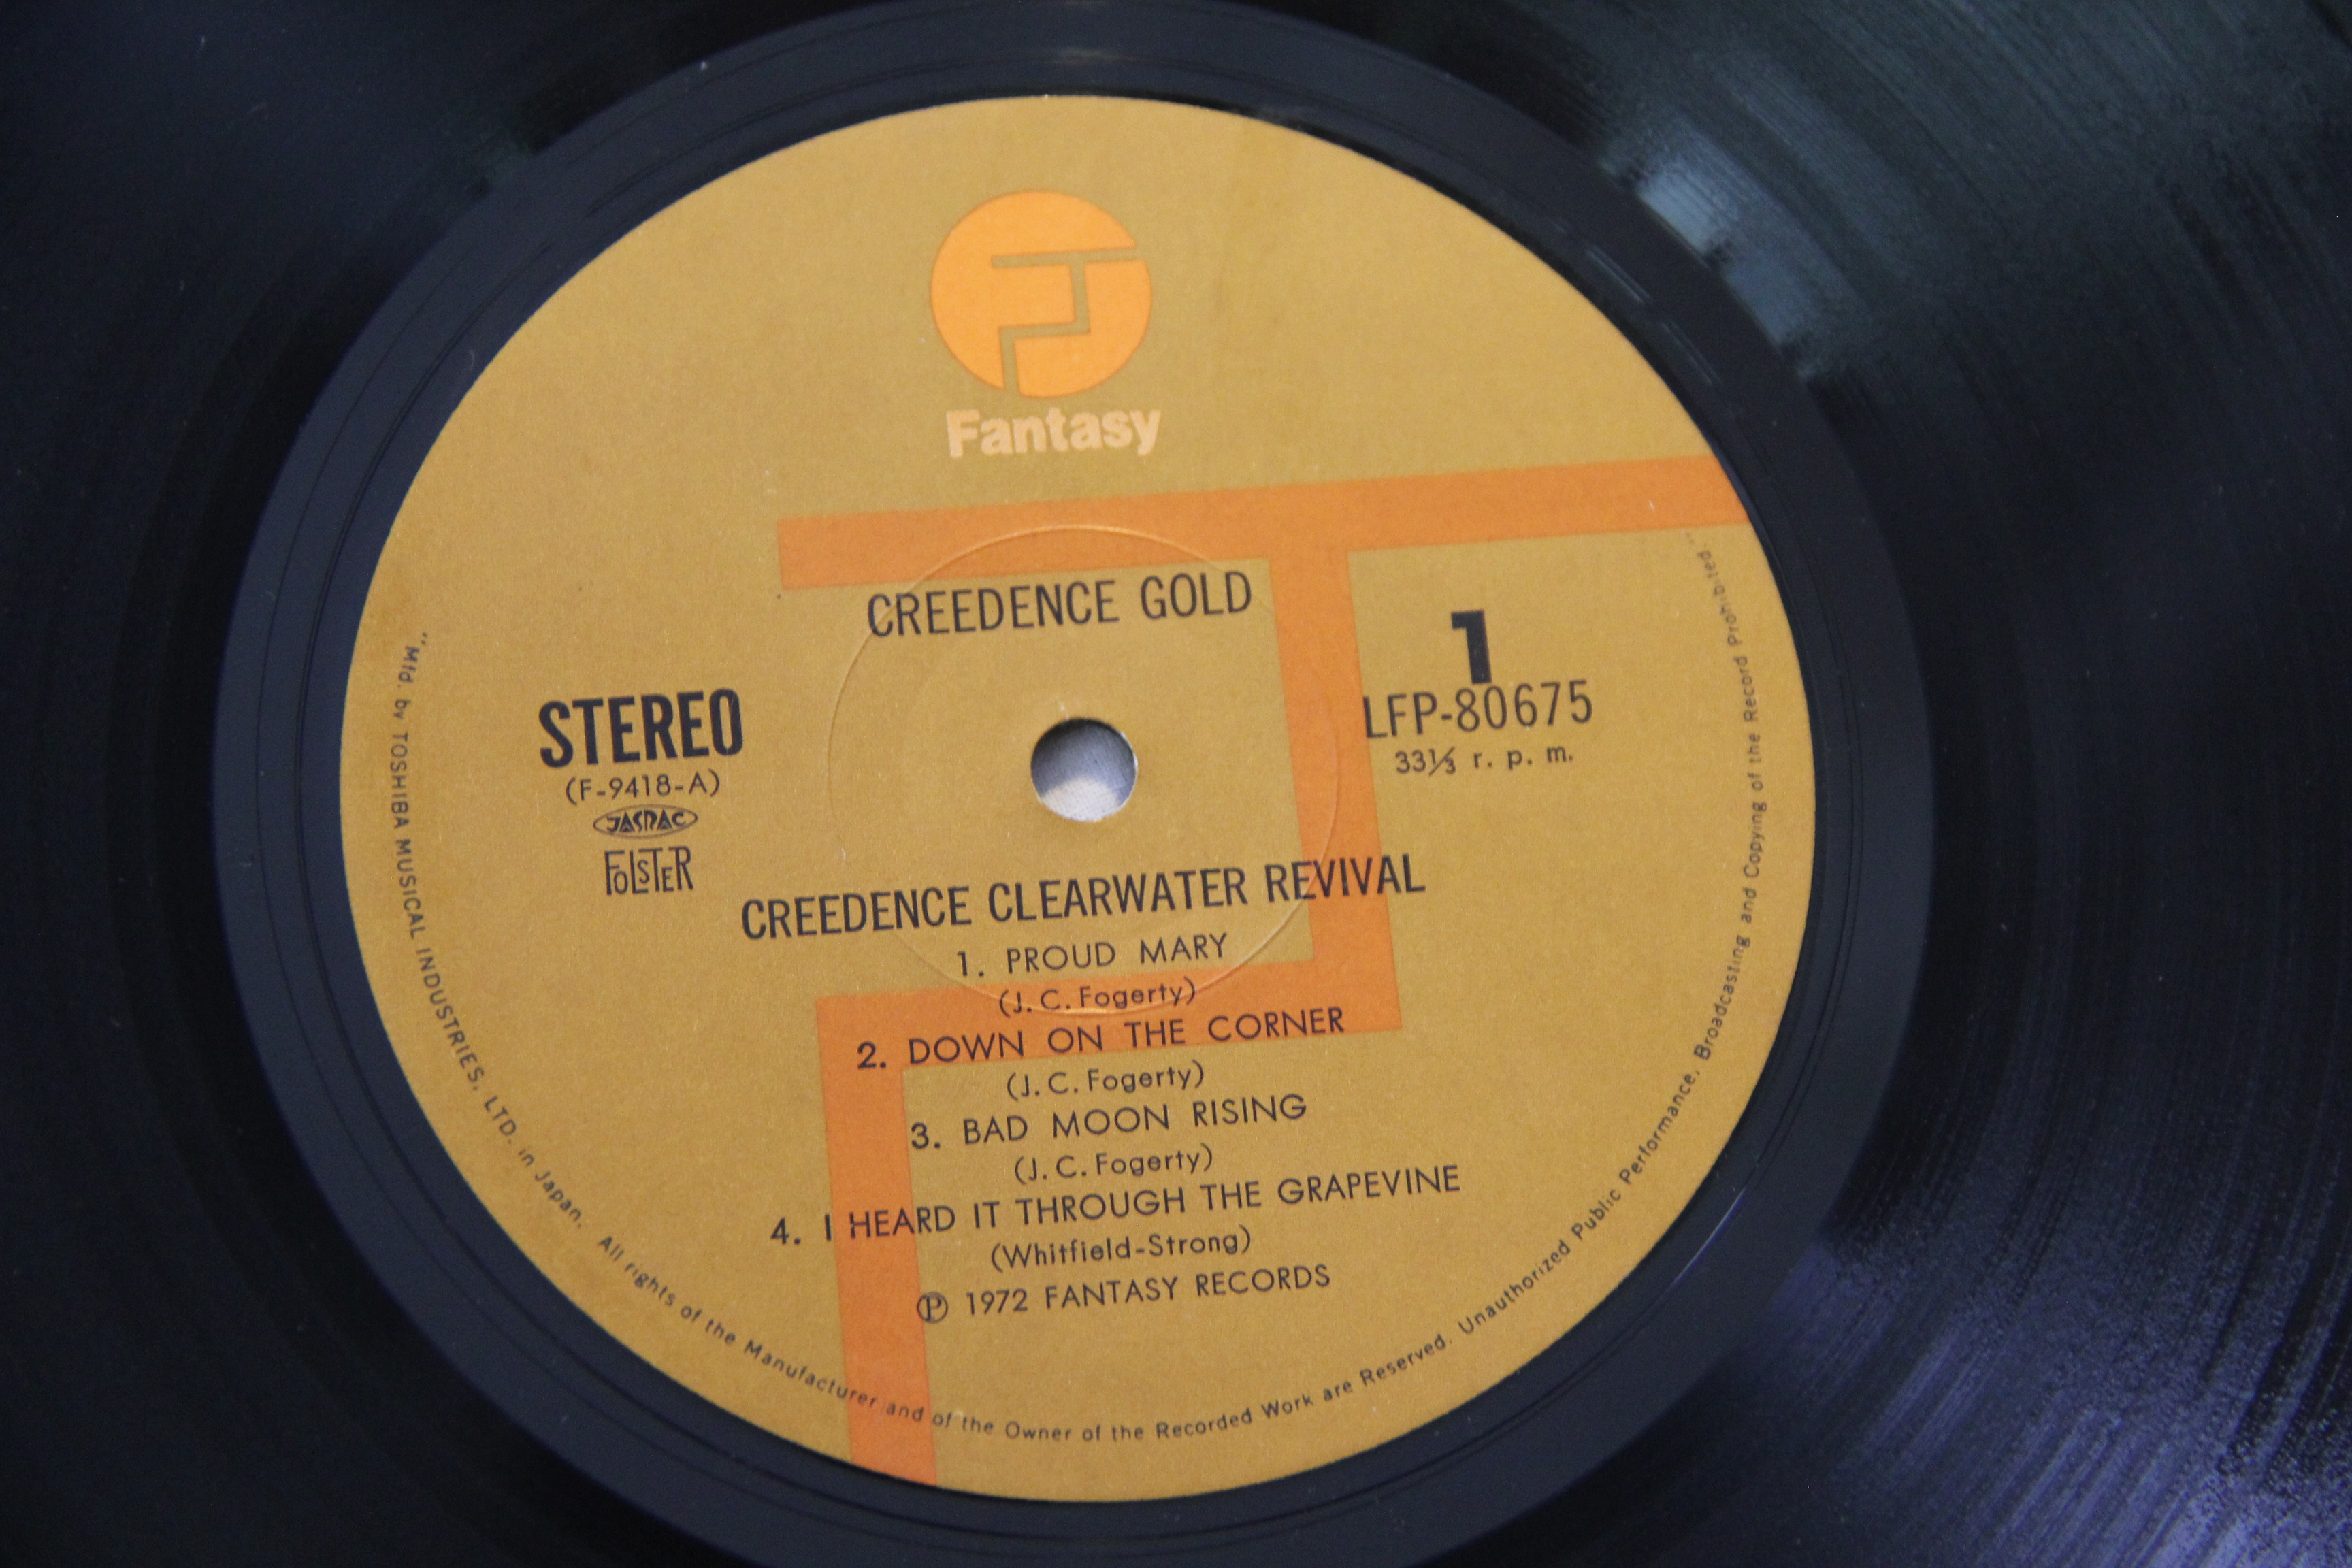 Fantasy
CREEDENCE GOLD
STEREO
(F-9418-A)
JASRAC
FOLSTER
1
LFP-80675
33⅓ r. p. m.
CREEDENCE CLEARWATER REVIVAL
1. PROUD MARY
(J. C. Fogerty)
2. DOWN ON THE CORNER
(J. C. Fogerty)
3. BAD MOON RISING
(J. C. Fogerty)
4. I HEARD IT THROUGH THE GRAPEVINE
(Whitfield-Strong)
Ⓟ 1972 FANTASY RECORDS
"Mfd. by TOSHIBA MUSICAL INDUSTRIES, LTD. in Japan. All rights of the Manufacturer and of the Owner of the Recorded Work are Reserved. Unauthorized Public Performance, Broadcasting and Copying of the Record Prohibited."